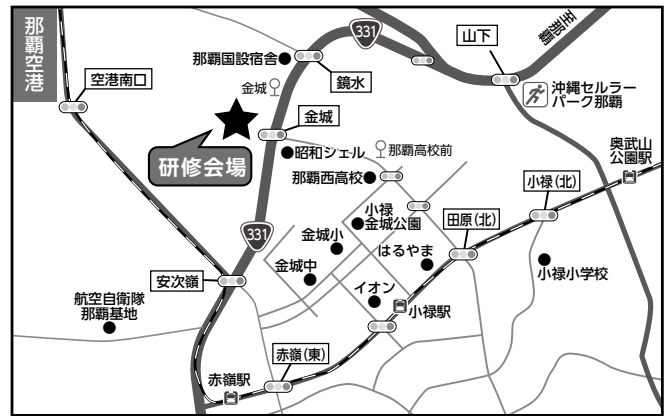 那覇空港
空港南口
331
至那覇
山下
那覇国設宿舎
鏡水
沖縄セルラー
パーク那覇
金城
金城
研修会場
昭和シェル
那覇高校前
那覇西高校
奥武山
公園駅
小禄(北)
田原(北)
小禄
金城公園
331
金城小
はるやま
金城中
小禄小学校
安次嶺
イオン
小禄駅
航空自衛隊
那覇基地
赤嶺(東)
赤嶺駅